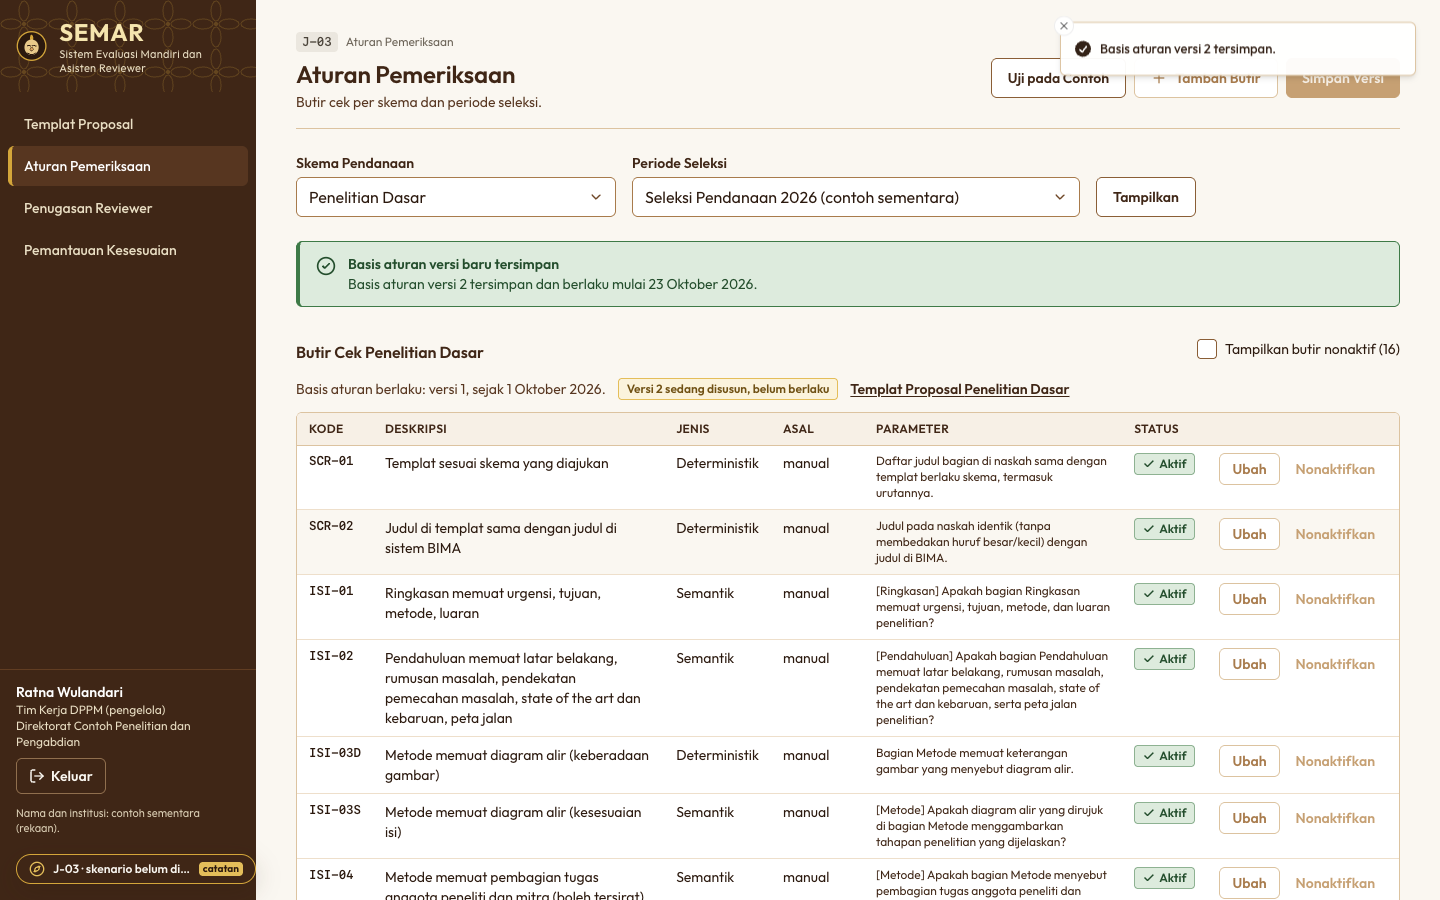 SEMAR
Sistem Evaluasi Mandiri dan
Asisten Reviewer
Templat Proposal
Aturan Pemeriksaan
Penugasan Reviewer
Pemantauan Kesesuaian
Ratna Wulandari
Tim Kerja DPPM (pengelola)
Direktorat Contoh Penelitian dan
Pengabdian
Keluar
Nama dan institusi: contoh sementara
(rekaan).
J-03 · skenario belum di... catatan
J-03 Aturan Pemeriksaan
Aturan Pemeriksaan
Butir cek per skema dan periode seleksi.
Basis aturan versi 2 tersimpan.
Uji pada Contoh
Tambah Butir
Simpan Versi
Skema Pendanaan
Penelitian Dasar
Periode Seleksi
Seleksi Pendanaan 2026 (contoh sementara)
Tampilkan
Basis aturan versi baru tersimpan
Basis aturan versi 2 tersimpan dan berlaku mulai 23 Oktober 2026.
Butir Cek Penelitian Dasar
Tampilkan butir nonaktif (16)
Basis aturan berlaku: versi 1, sejak 1 Oktober 2026. Versi 2 sedang disusun, belum berlaku Templat Proposal Penelitian Dasar
KODE DESKRIPSI JENIS ASAL PARAMETER STATUS
SCR-01 Templat sesuai skema yang diajukan Deterministik manual
Daftar judul bagian di naskah sama dengan
templat berlaku skema, termasuk
urutannya.
Aktif Ubah Nonaktifkan
SCR-02 Judul di templat sama dengan judul di
sistem BIMA
Deterministik manual
Judul pada naskah identik (tanpa
membedakan huruf besar/kecil) dengan
judul di BIMA.
Aktif Ubah Nonaktifkan
ISI-01 Ringkasan memuat urgensi, tujuan,
metode, luaran
Semantik manual
[Ringkasan] Apakah bagian Ringkasan
memuat urgensi, tujuan, metode, dan luaran
penelitian?
Aktif Ubah Nonaktifkan
ISI-02 Pendahuluan memuat latar belakang,
rumusan masalah, pendekatan
pemecahan masalah, state of the art dan
kebaruan, peta jalan
Semantik manual
[Pendahuluan] Apakah bagian Pendahuluan
memuat latar belakang, rumusan masalah,
pendekatan pemecahan masalah, state of
the art dan kebaruan, serta peta jalan
penelitian?
Aktif Ubah Nonaktifkan
ISI-03D Metode memuat diagram alir (keberadaan
gambar)
Deterministik manual
Bagian Metode memuat keterangan
gambar yang menyebut diagram alir.
Aktif Ubah Nonaktifkan
ISI-03S Metode memuat diagram alir (kesesuaian
isi)
Semantik manual
[Metode] Apakah diagram alir yang dirujuk
di bagian Metode menggambarkan
tahapan penelitian yang dijelaskan?
Aktif Ubah Nonaktifkan
ISI-04 Metode memuat pembagian tugas
anggota peneliti dan mitra (boleh tersirat)
Semantik manual
[Metode] Apakah bagian Metode menyebut
pembagian tugas anggota peneliti dan
Aktif Ubah Nonaktifkan